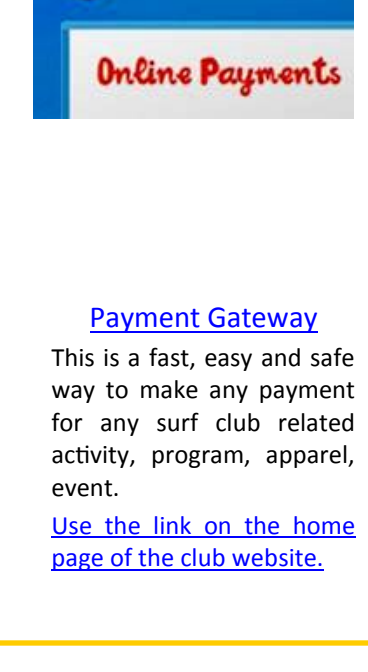 Online Payments
Payment Gateway
This is a fast, easy and safe
way to make any payment
for any surf club related
activity, program, apparel,
event.
Use the link on the home
page of the club website.